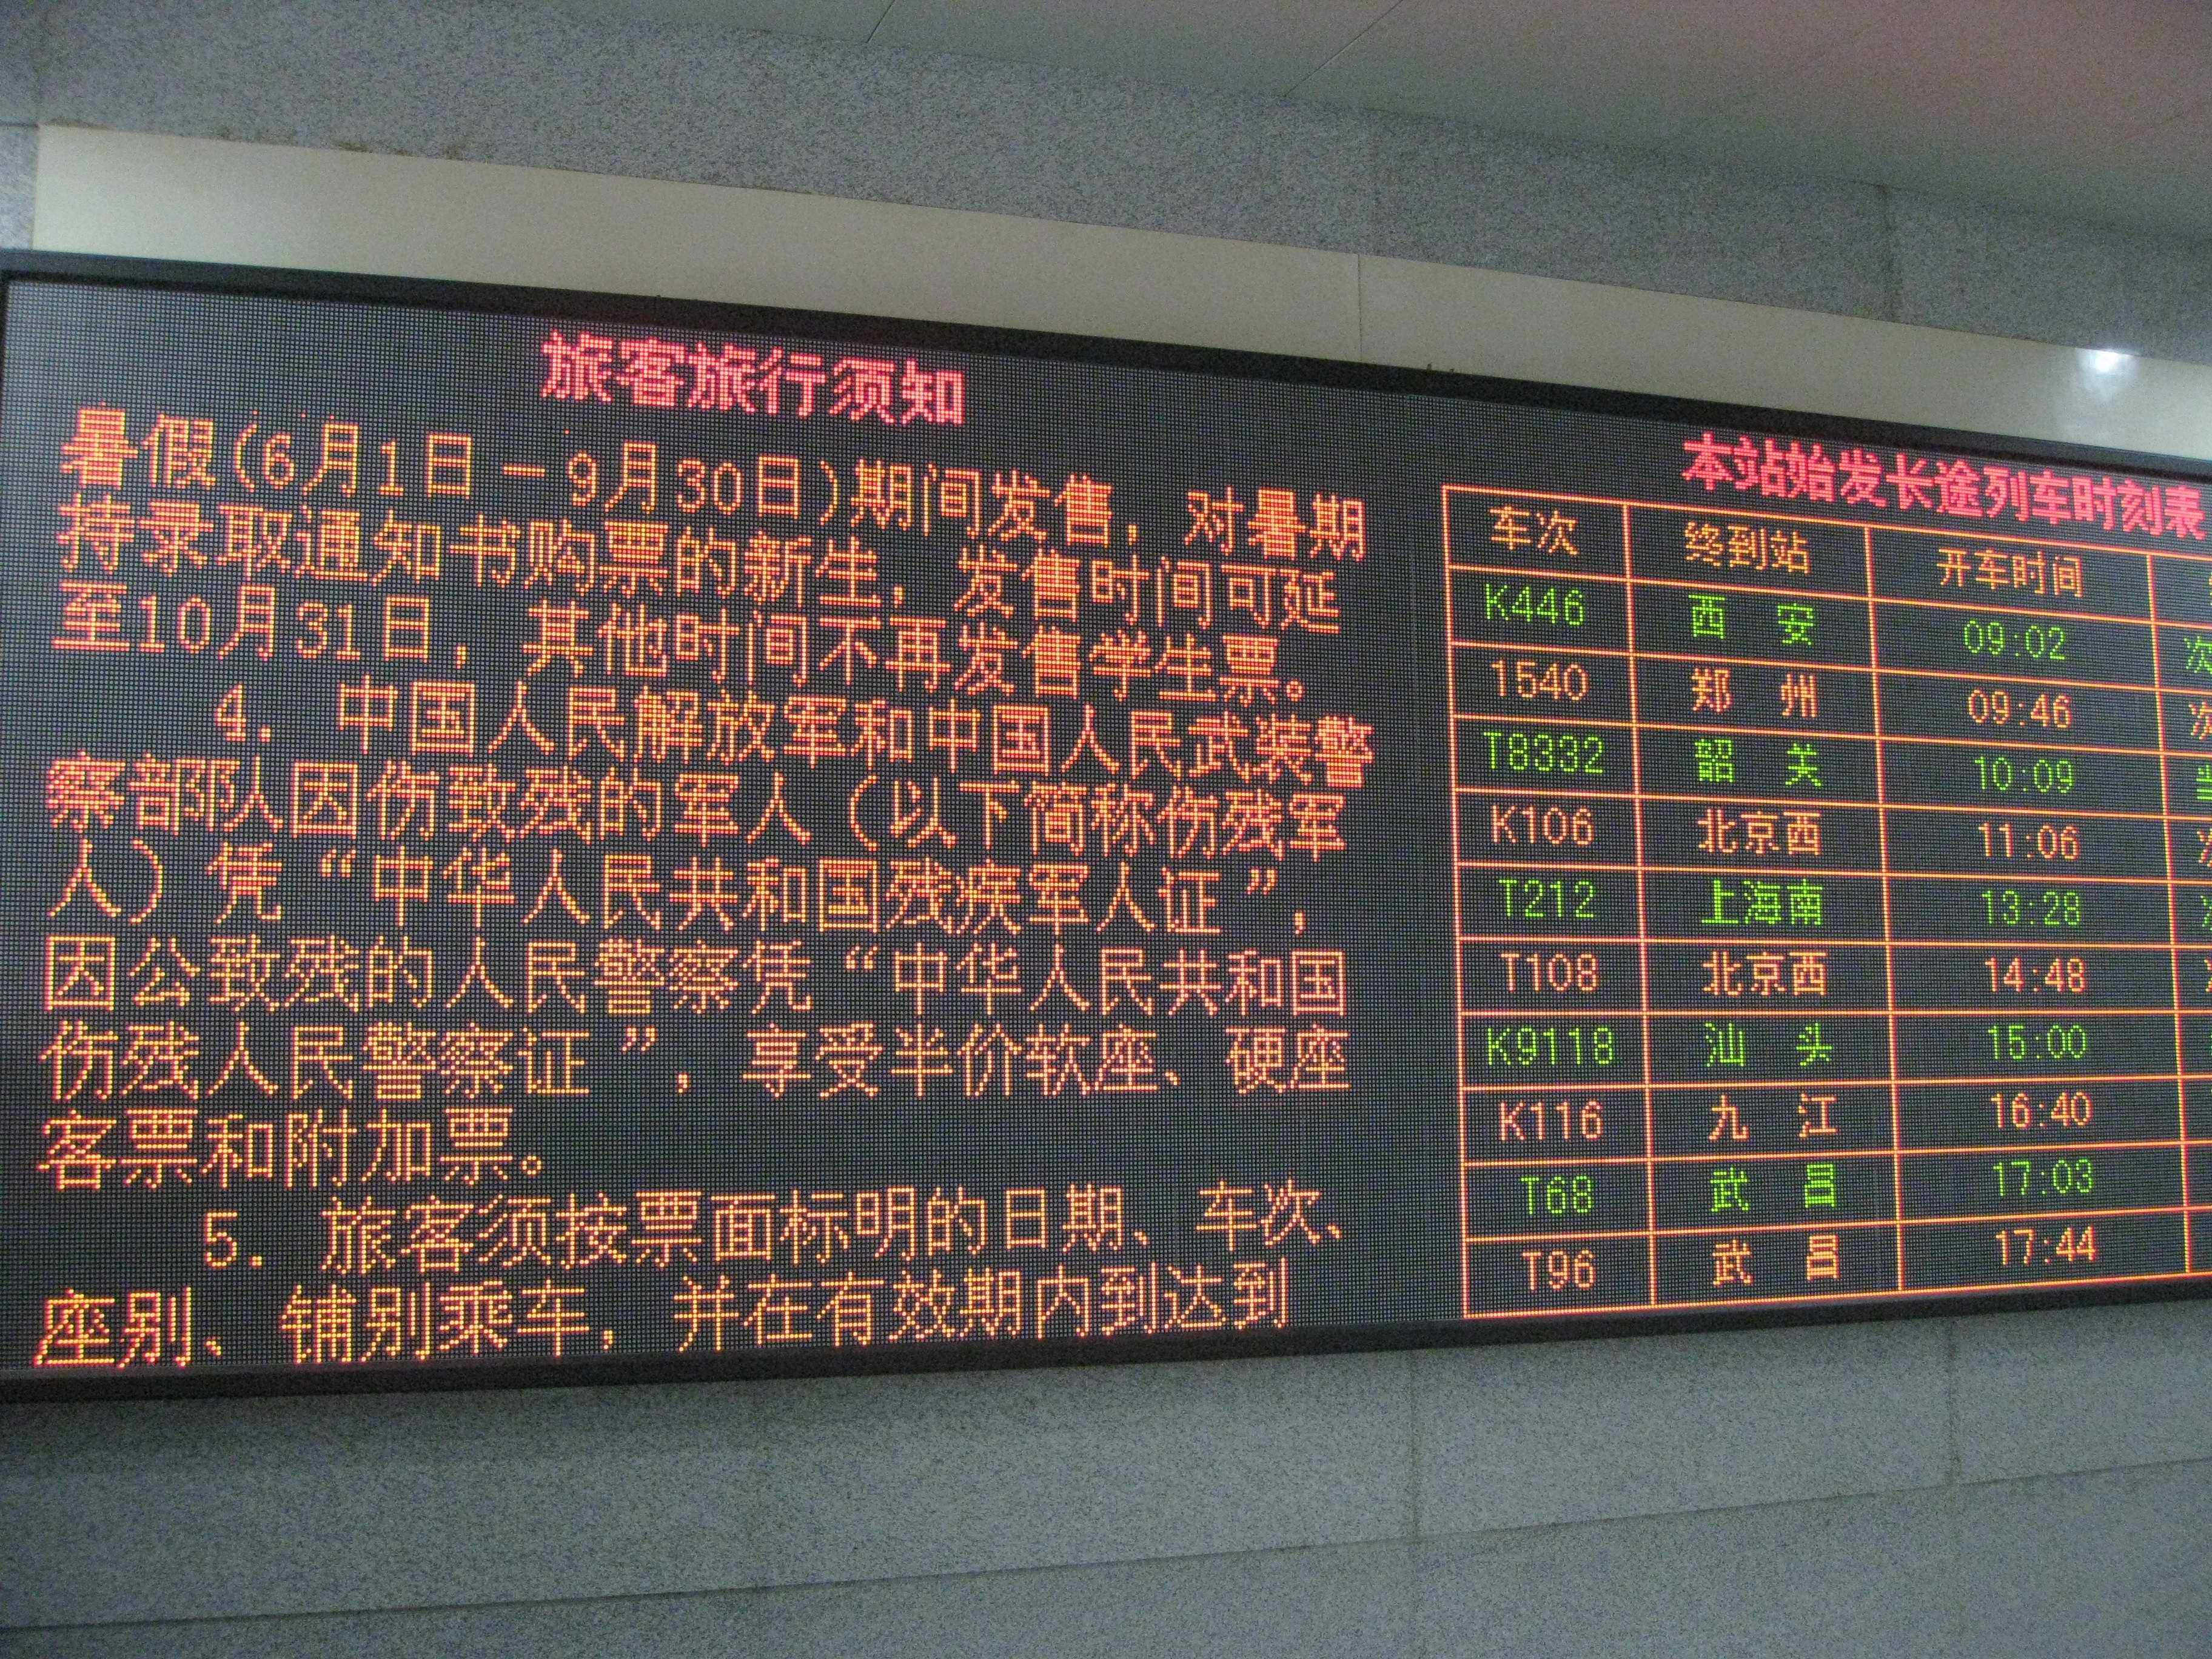 旅客旅行须知
暑假(6月1日－9月30日)期间发售，对暑期
持录取通知书购票的新生，发售时间可延
至10月31日，其他时间不再发售学生票。
4．中国人民解放军和中国人民武装警
察部队因伤致残的军人（以下简称伤残军
人）凭“中华人民共和国残疾军人证”，
因公致残的人民警察凭“中华人民共和国
伤残人民警察证”，享受半价软座、硬座
客票和附加票。
5．旅客须按票面标明的日期、车次、
座别、铺别乘车，并在有效期内到达到
本站始发长途列车时刻表
车次 终到站 开车时间
K446 西安 09:02 次
1540 郑州 09:46 次
T8332 韶关 10:09
K106 北京西 11:06
T212 上海南 13:28
T108 北京西 14:48
K9118 汕头 15:00
K116 九江 16:40
T68 武昌 17:03
T96 武昌 17:44